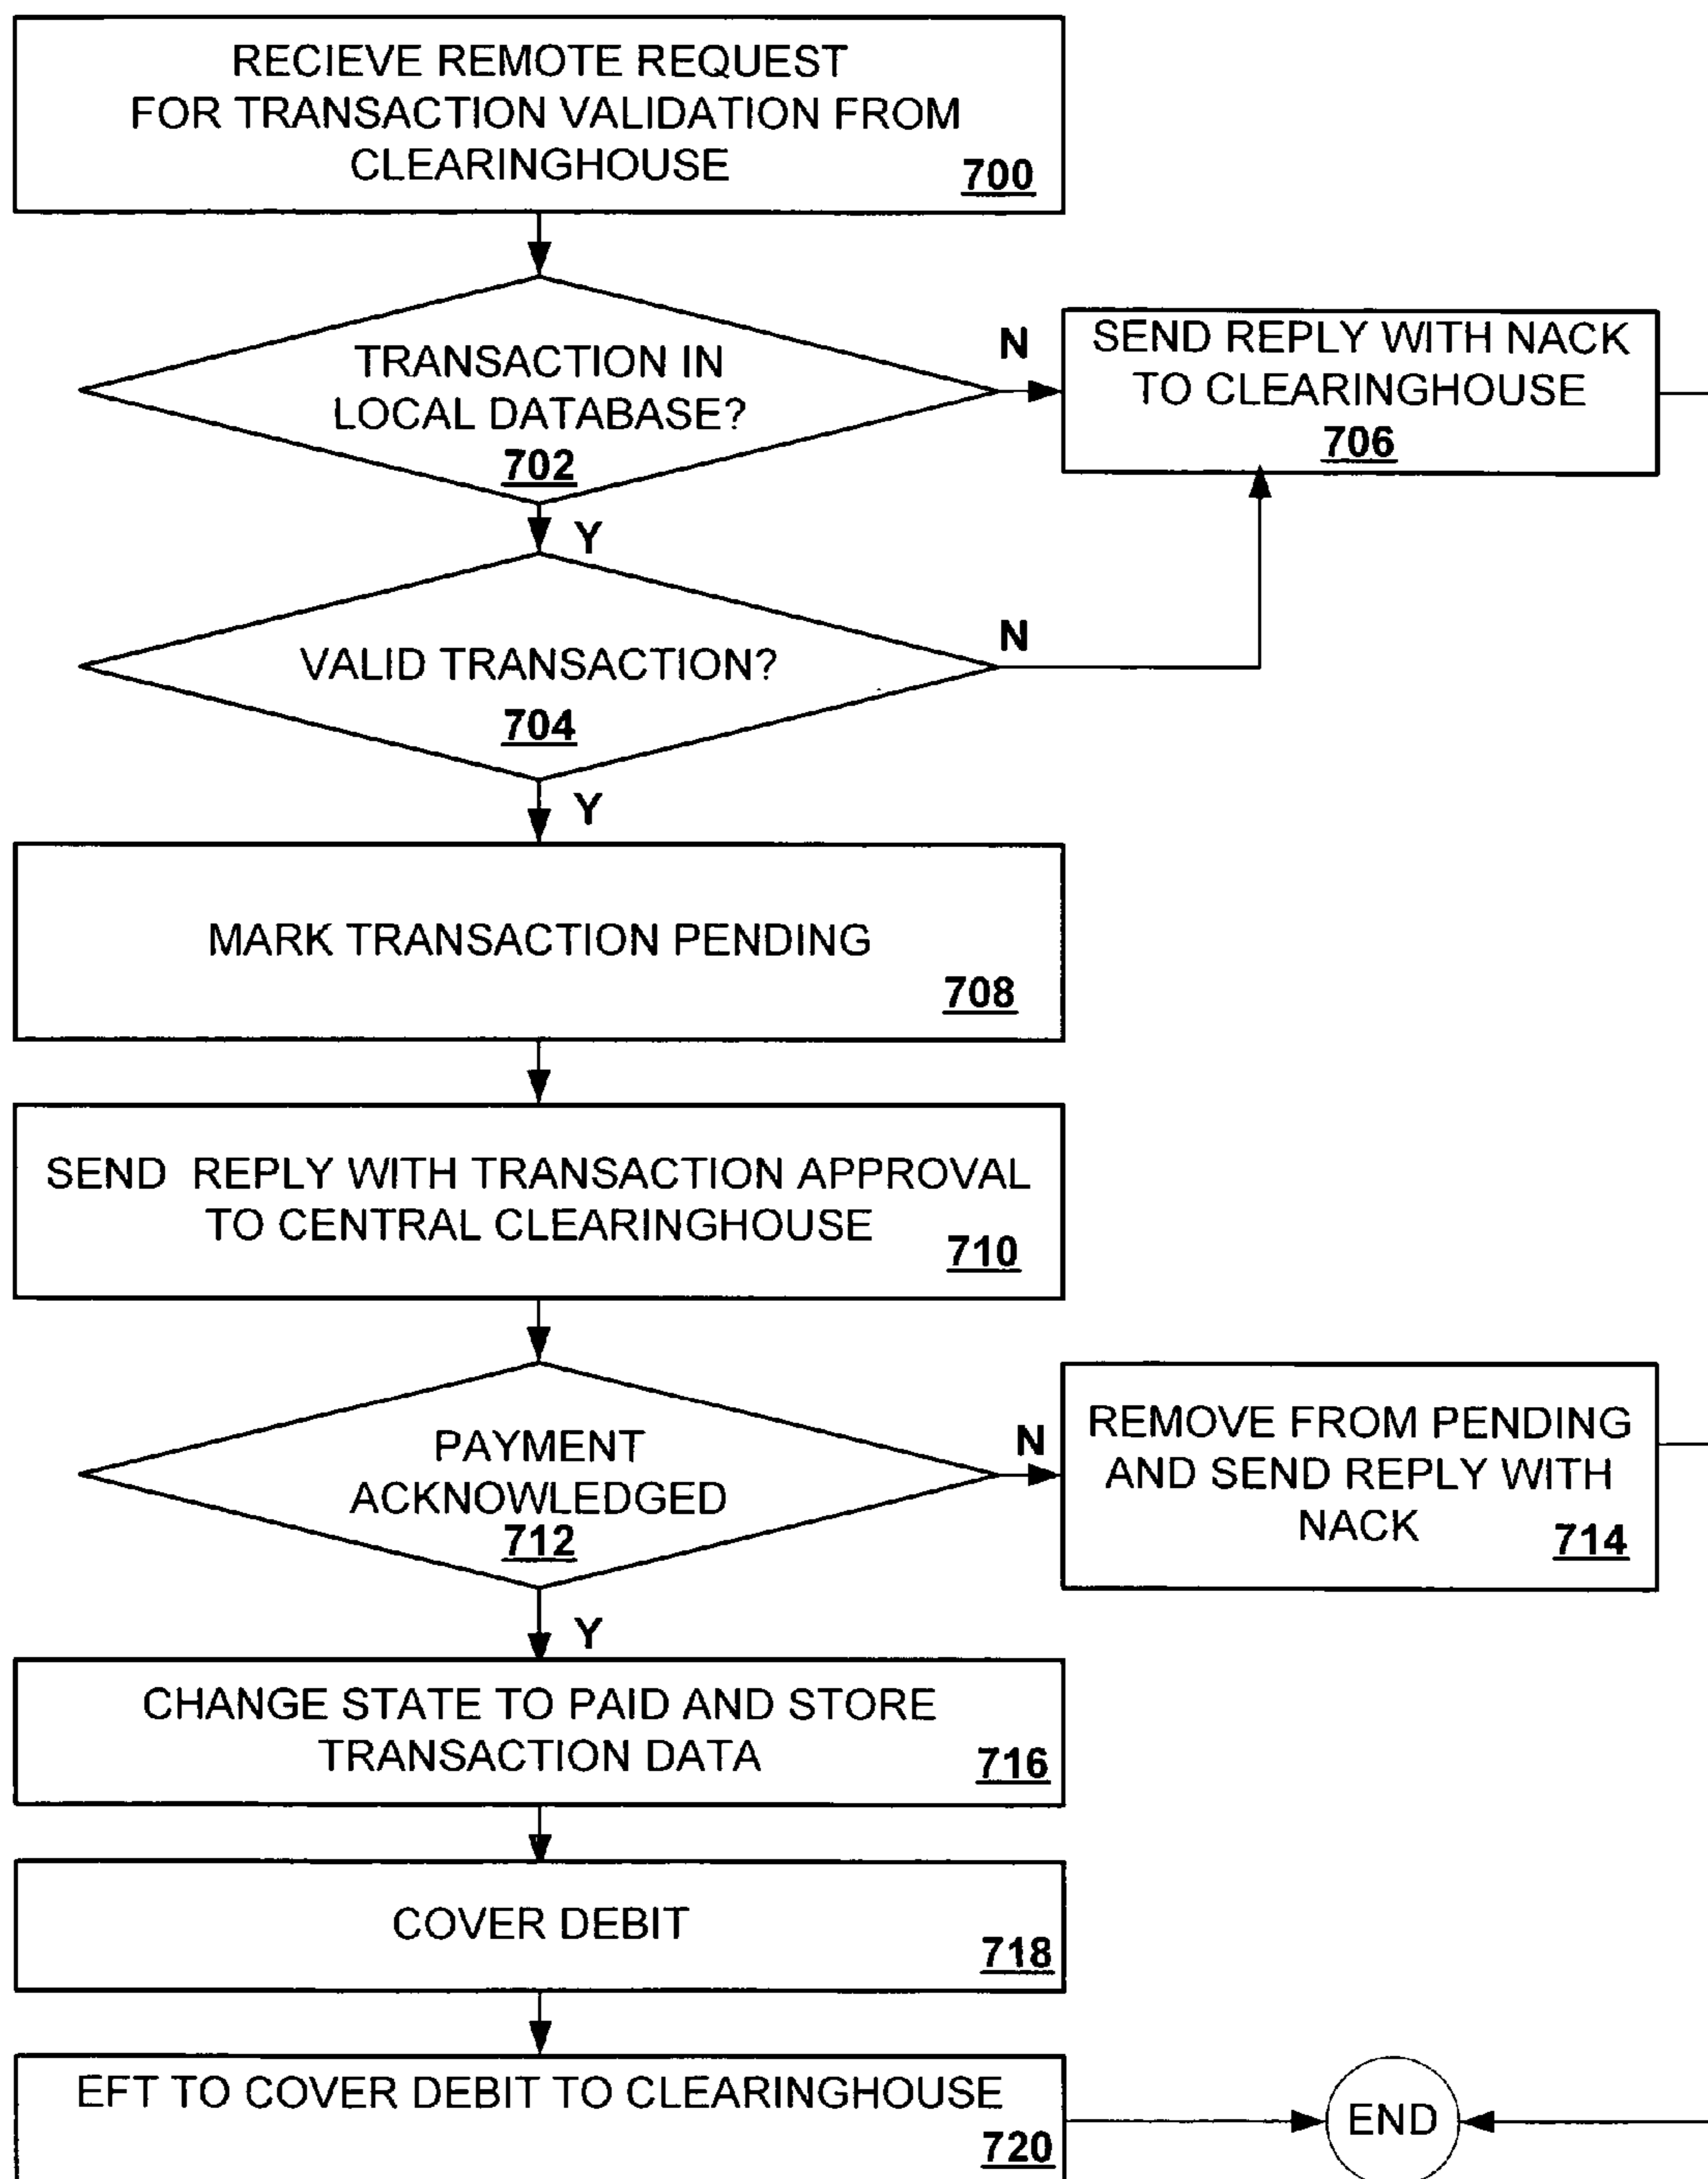 RECIEVE REMOTE REQUEST
FOR TRANSACTION VALIDATION FROM
CLEARINGHOUSE
700
TRANSACTION IN
LOCAL DATABASE?
702
N
SEND REPLY WITH NACK
TO CLEARINGHOUSE
706
Y
VALID TRANSACTION?
704
N
Y
MARK TRANSACTION PENDING
708
SEND REPLY WITH TRANSACTION APPROVAL
TO CENTRAL CLEARINGHOUSE
710
PAYMENT
ACKNOWLEDGED
712
N
REMOVE FROM PENDING
AND SEND REPLY WITH
NACK
714
Y
CHANGE STATE TO PAID AND STORE
TRANSACTION DATA
716
COVER DEBIT
718
EFT TO COVER DEBIT TO CLEARINGHOUSE
720
END